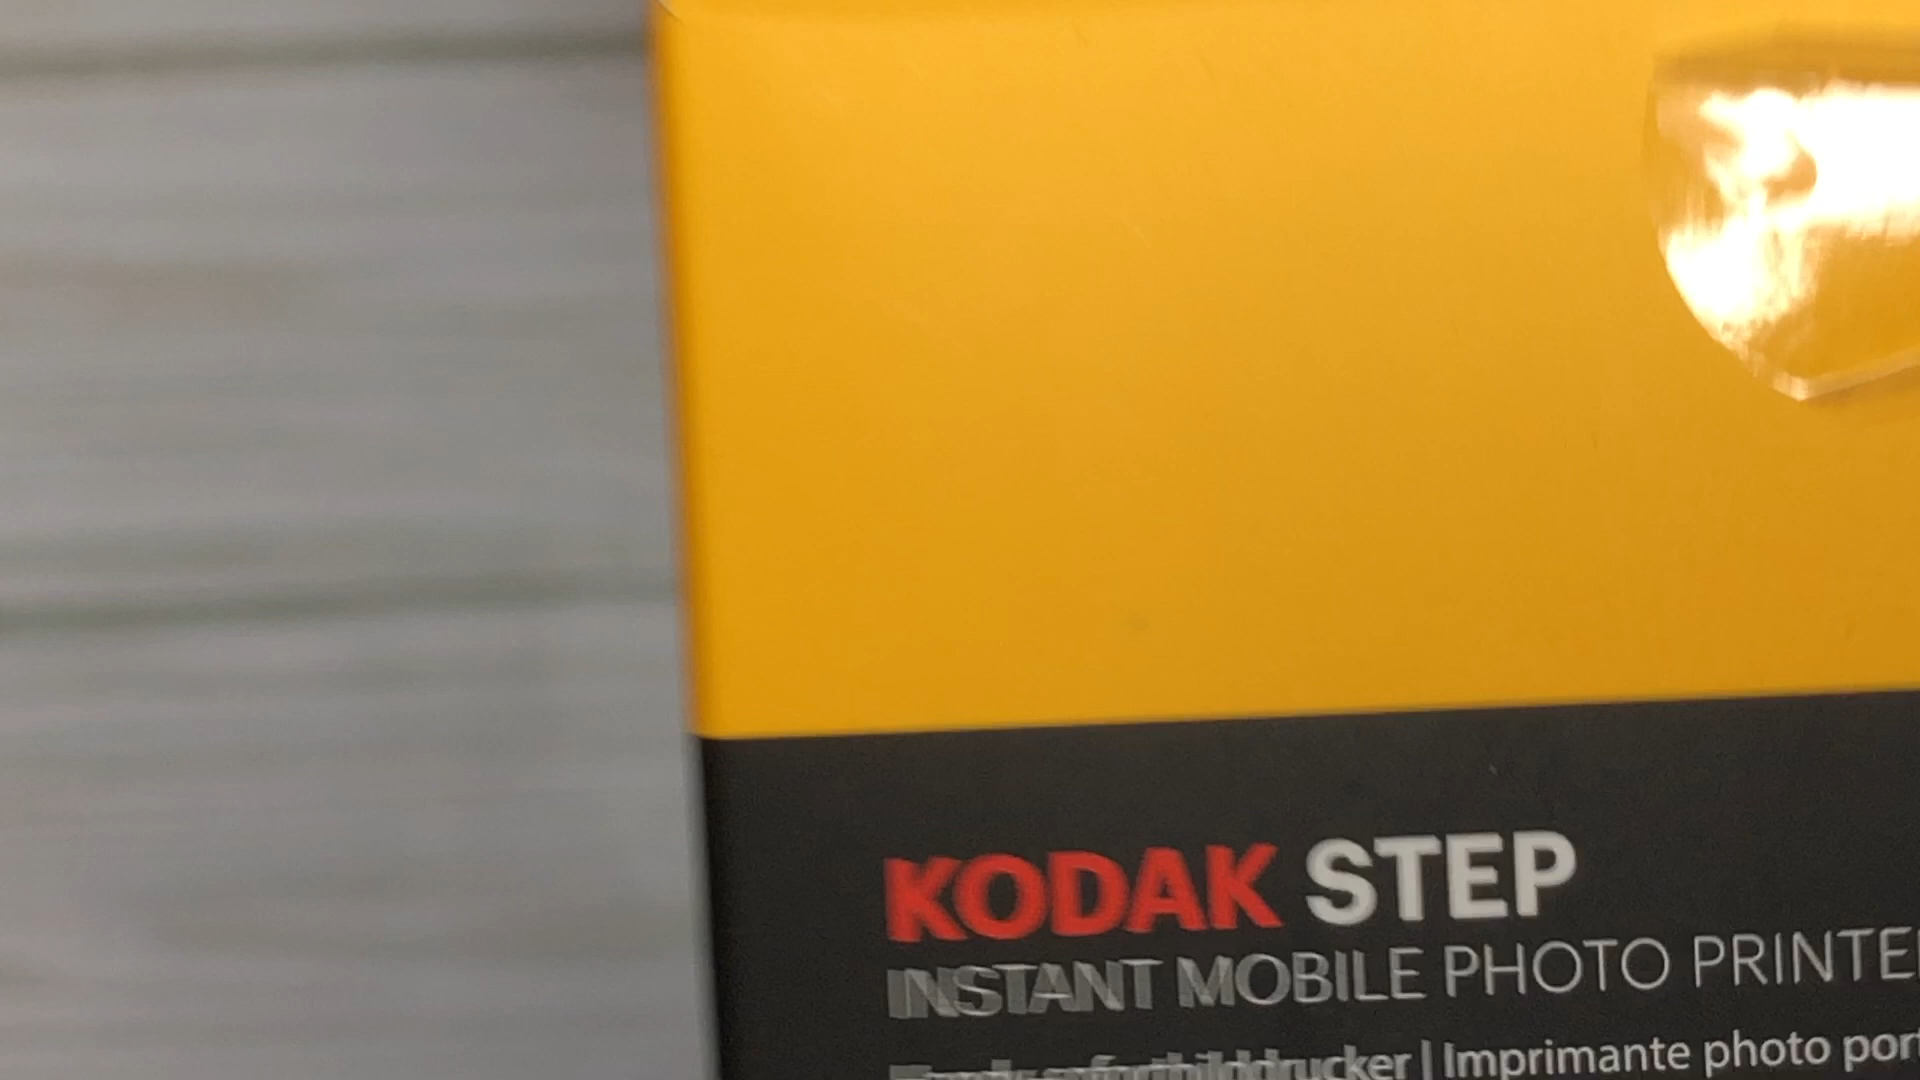 KODAK STEP
INSTANT MOBILE PHOTO PRINTE
| Imprimante photo por